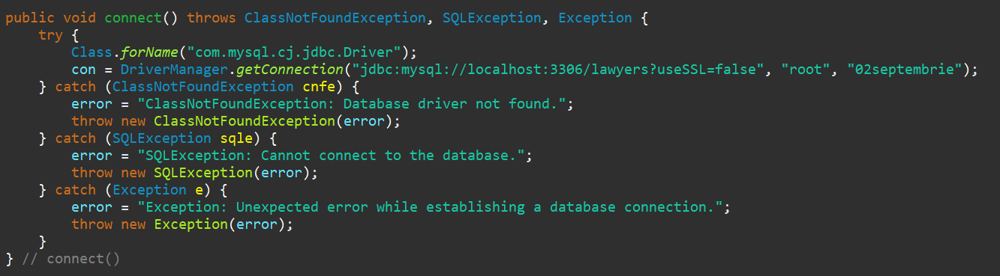 public void connect() throws ClassNotFoundException, SQLException, Exception {
    try {
        Class.forName("com.mysql.cj.jdbc.Driver");
        con = DriverManager.getConnection("jdbc:mysql://localhost:3306/lawyers?useSSL=false", "root", "02septembrie");
    } catch (ClassNotFoundException cnfe) {
        error = "ClassNotFoundException: Database driver not found.";
        throw new ClassNotFoundException(error);
    } catch (SQLException sqle) {
        error = "SQLException: Cannot connect to the database.";
        throw new SQLException(error);
    } catch (Exception e) {
        error = "Exception: Unexpected error while establishing a database connection.";
        throw new Exception(error);
    }
} // connect()